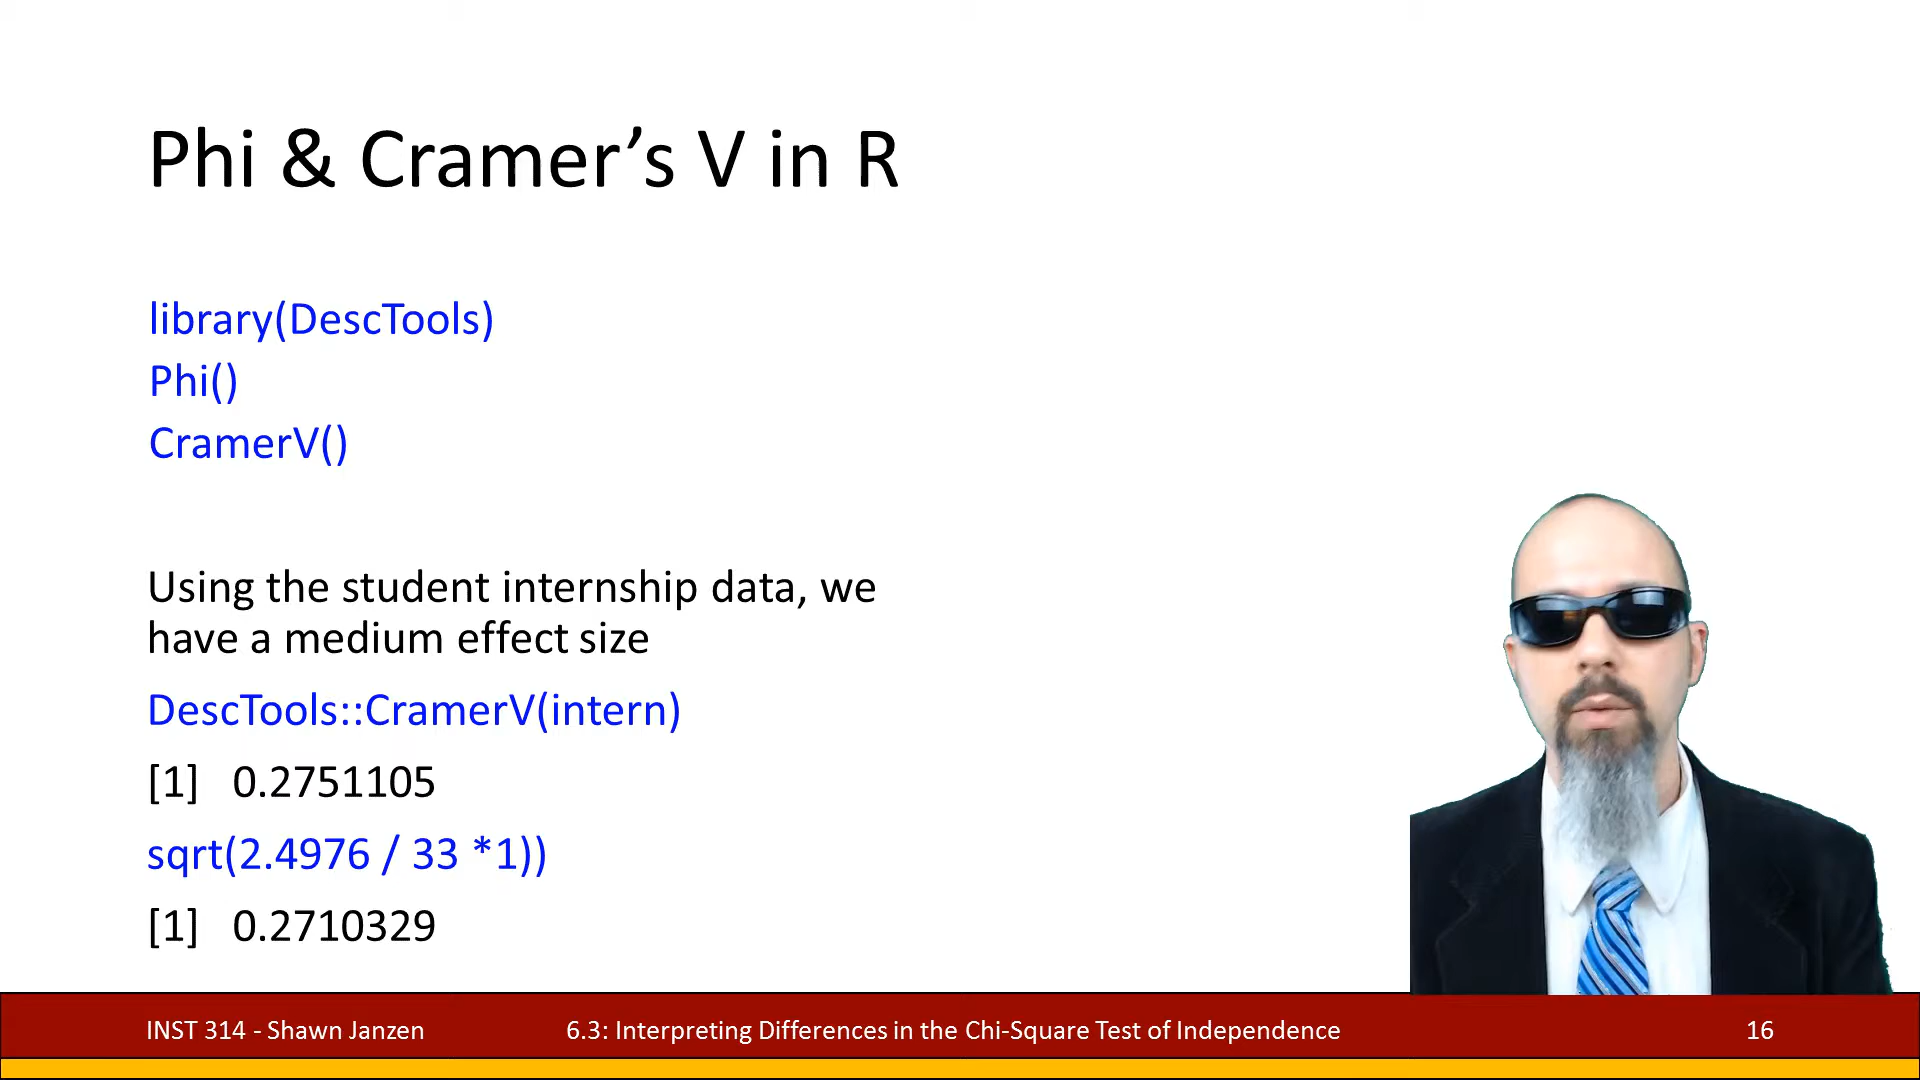 Phi & Cramer’s V in R
library(DescTools)
Phi()
CramerV()
Using the student internship data, we
have a medium effect size
DescTools::CramerV(intern)
[1] 0.2751105
sqrt(2.4976 / 33 *1))
[1] 0.2710329
INST 314 - Shawn Janzen
6.3: Interpreting Differences in the Chi-Square Test of Independence
16